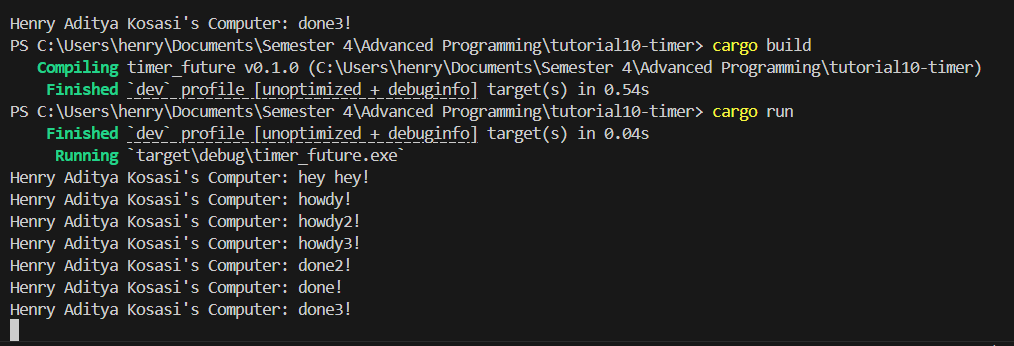 Henry Aditya Kosasi's Computer: done3!
PS C:\Users\henry\Documents\Semester 4\Advanced Programming\tutorial10-timer> cargo build
Compiling timer_future v0.1.0 (C:\Users\henry\Documents\Semester 4\Advanced Programming\tutorial10-timer)
Finished `dev` profile [unoptimized + debuginfo] target(s) in 0.54s
PS C:\Users\henry\Documents\Semester 4\Advanced Programming\tutorial10-timer> cargo run
Finished `dev` profile [unoptimized + debuginfo] target(s) in 0.04s
Running `target\debug\timer_future.exe`
Henry Aditya Kosasi's Computer: hey hey!
Henry Aditya Kosasi's Computer: howdy!
Henry Aditya Kosasi's Computer: howdy2!
Henry Aditya Kosasi's Computer: howdy3!
Henry Aditya Kosasi's Computer: done2!
Henry Aditya Kosasi's Computer: done!
Henry Aditya Kosasi's Computer: done3!